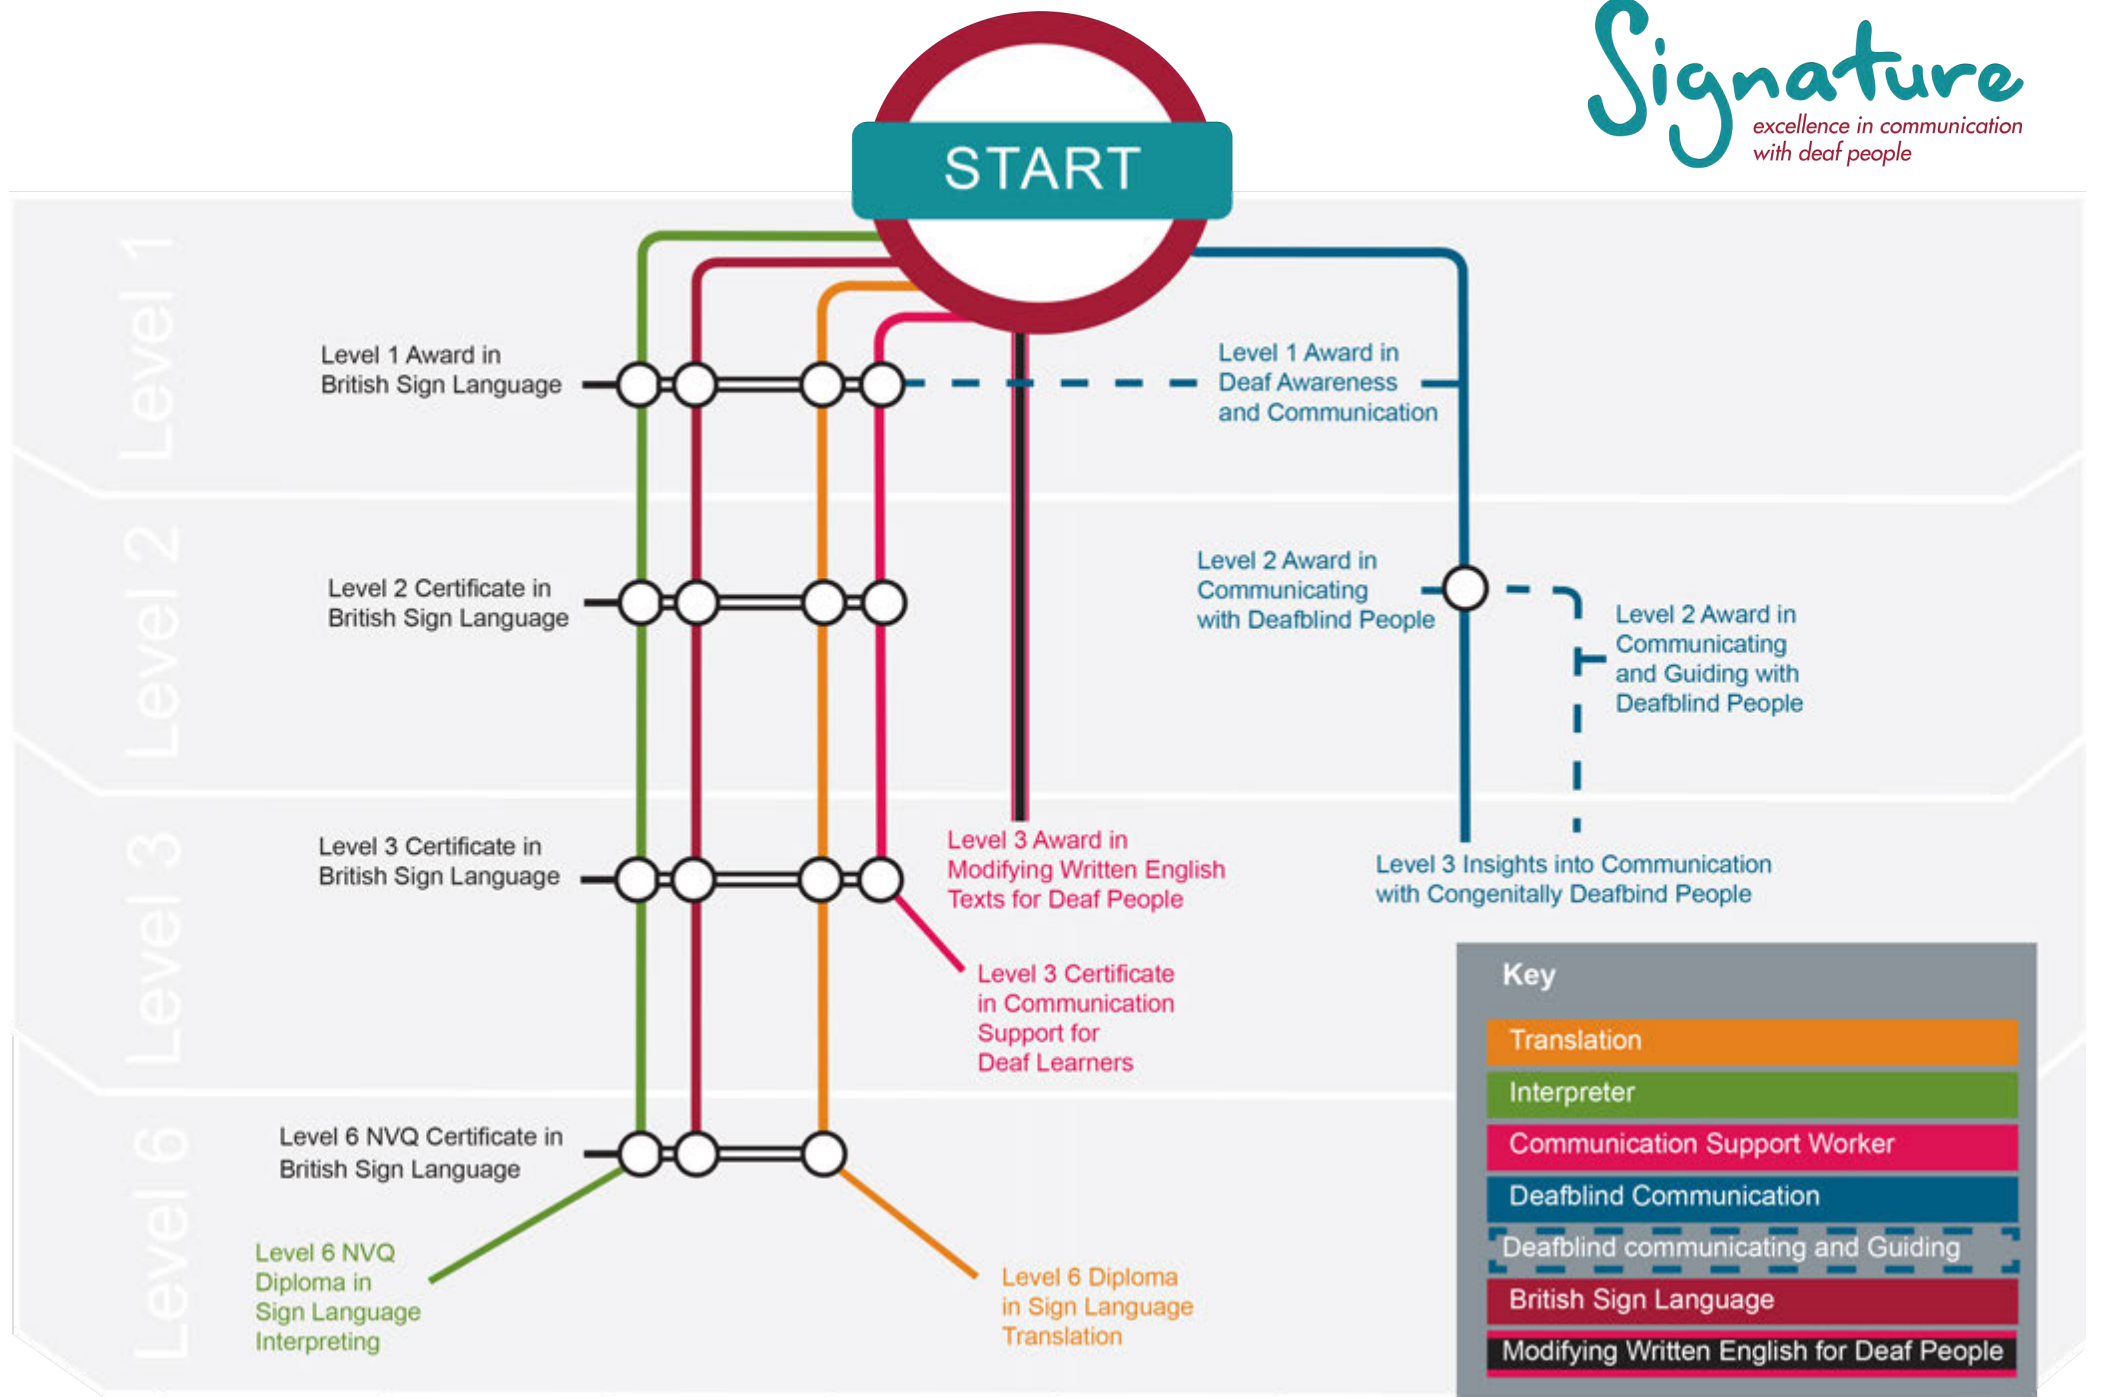 Signature
excellence in communication
with deaf people
START
Level 1
Level 1 Award in
British Sign Language
Level 1 Award in
Deaf Awareness
and Communication
Level 2
Level 2 Certificate in
British Sign Language
Level 2 Award in
Communicating
with Deafblind People
Level 2 Award in
Communicating
and Guiding with
Deafblind People
Level 3
Level 3 Certificate in
British Sign Language
Level 3 Award in
Modifying Written English
Texts for Deaf People
Level 3 Insights into Communication
with Congenitally Deafbind People
Level 3 Certificate
in Communication
Support for
Deaf Learners
Level 6
Level 6 NVQ Certificate in
British Sign Language
Level 6 NVQ
Diploma in
Sign Language
Interpreting
Level 6 Diploma
in Sign Language
Translation
Key
Translation
Interpreter
Communication Support Worker
Deafblind Communication
Deafblind communicating and Guiding
British Sign Language
Modifying Written English for Deaf People